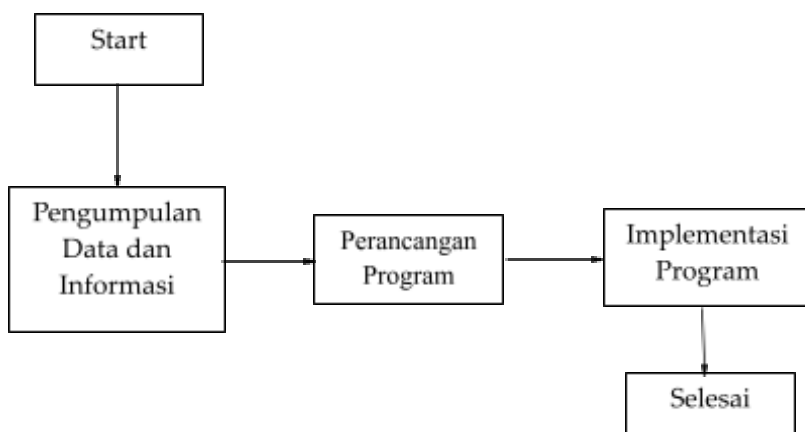 Start
Pengumpulan
Data dan
Informasi
Perancangan
Program
Implementasi
Program
Selesai